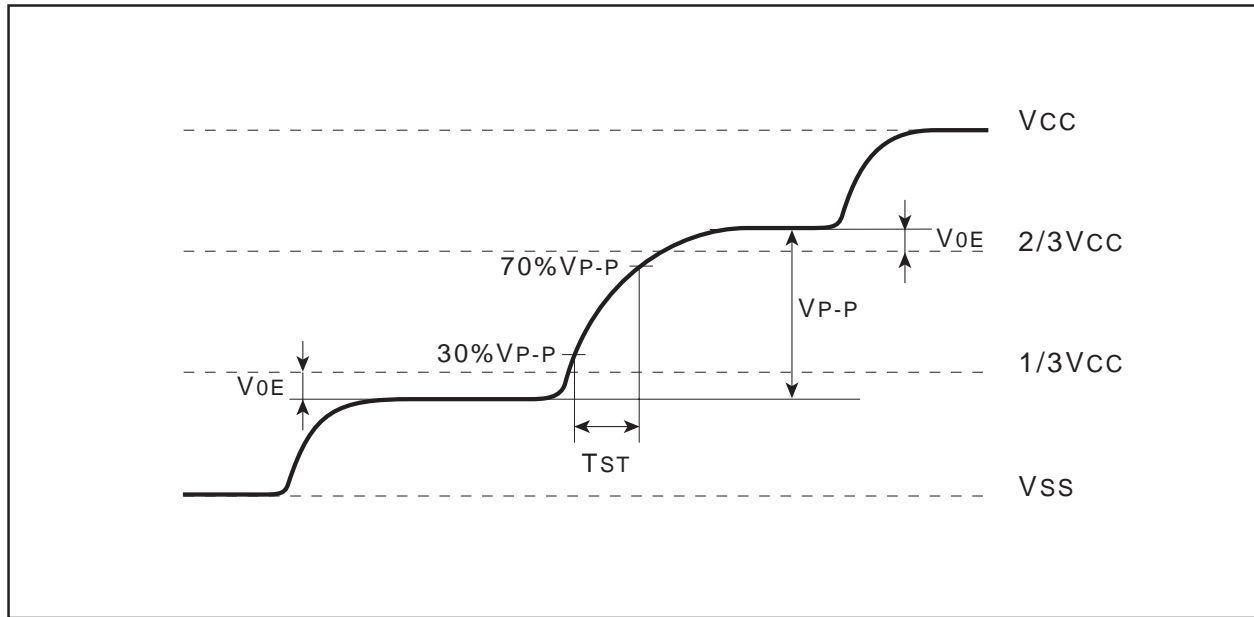 VCC
V0E 2/3VCC
70%VP-P
VP-P
30%VP-P
1/3VCC
V0E
TST
VSS